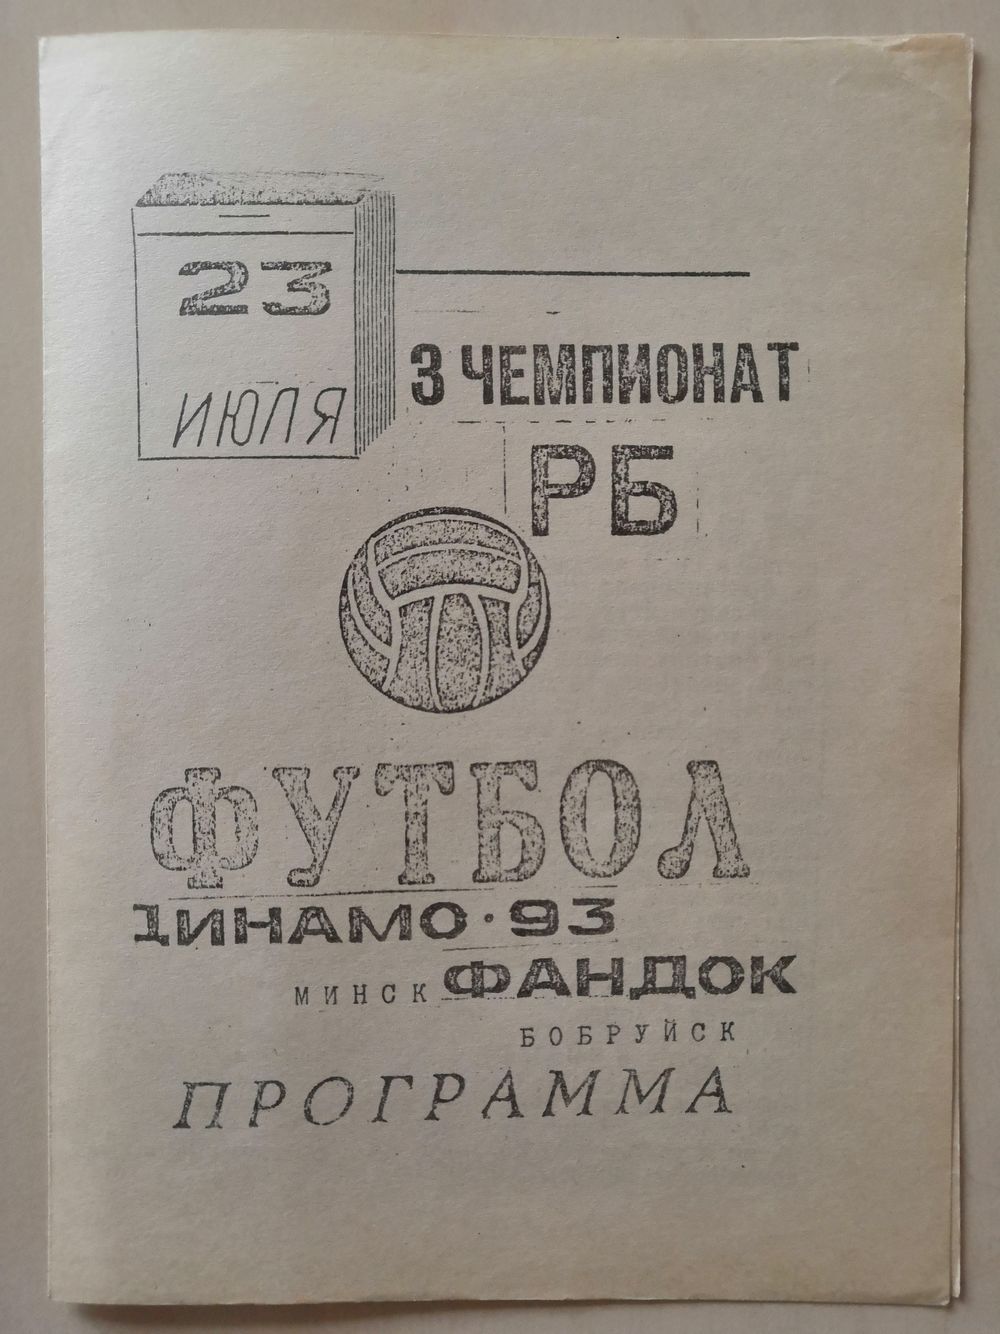 23
ИЮЛЯ
3 ЧЕМПИОНАТ
РБ
ФУТБОЛ
ДИНАМО·93
МИНСК ФАНДОК
БОБРУЙСК
ПРОГРАММА